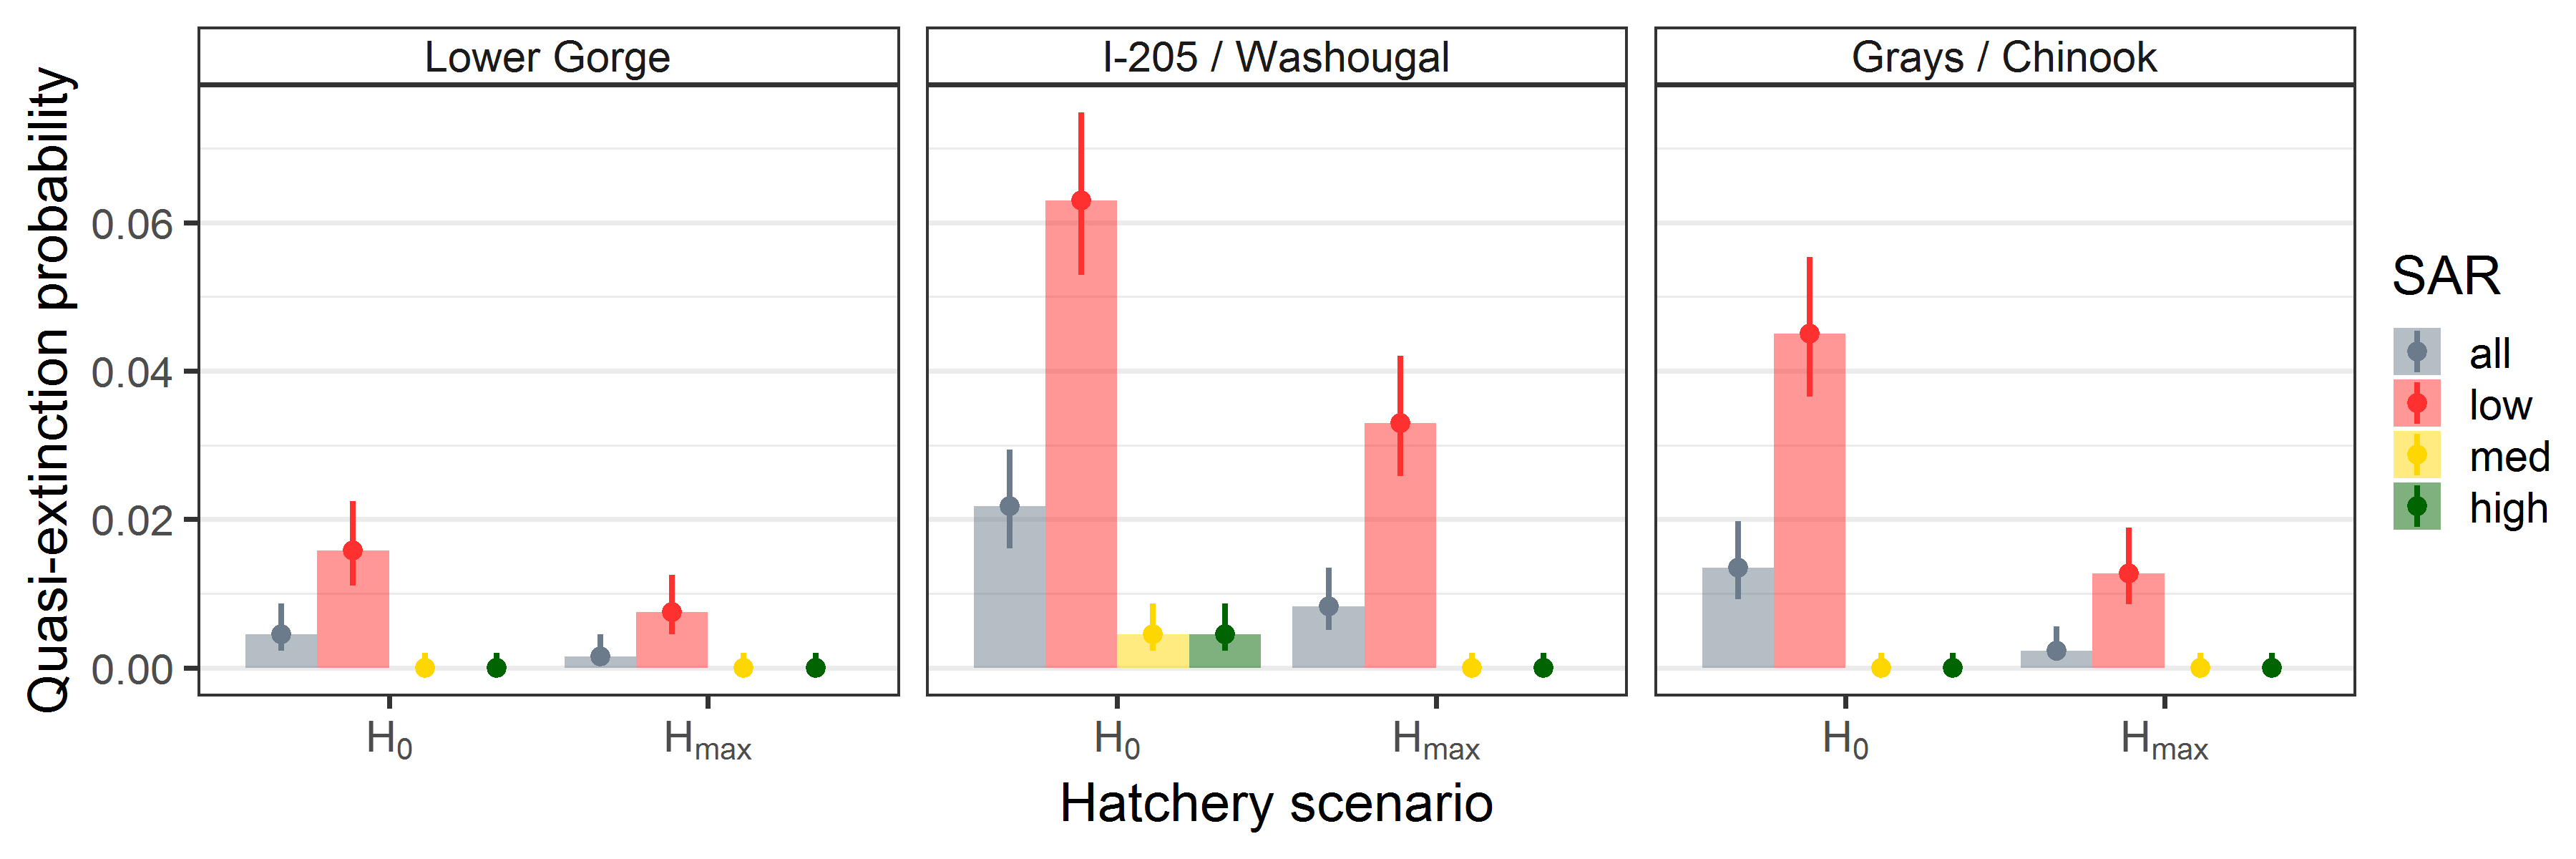 Lower Gorge
I-205 / Washougal
Grays / Chinook
Quasi-extinction probability
0.06
0.04
0.02
0.00
H0
Hmax
H0
Hmax
H0
Hmax
Hatchery scenario
SAR
all
low
med
high